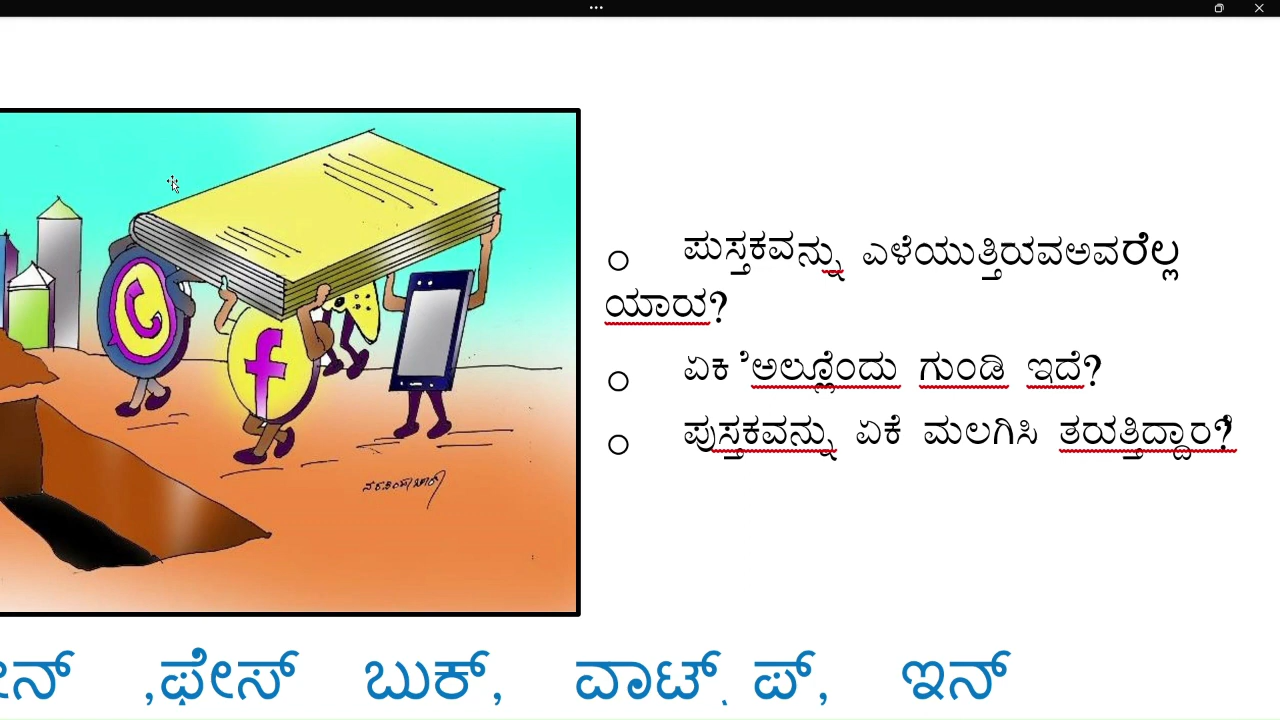 ಪುಸ್ತಕವನ್ನು ಎಳೆಯುತ್ತಿರುವಅವರೆಲ್ಲ
ಯಾರು?
ಏಕೆ ಅಲ್ಲೊಂದು ಗುಂಡಿ ಇದೆ?
ಪುಸ್ತಕವನ್ನು ಏಕೆ ಮಲಗಿಸಿ ತರುತ್ತಿದ್ದಾರೆ?
,ಫೇಸ್ ಬುಕ್, ವಾಟ್ಸ್ ಪ್, ಇನ್